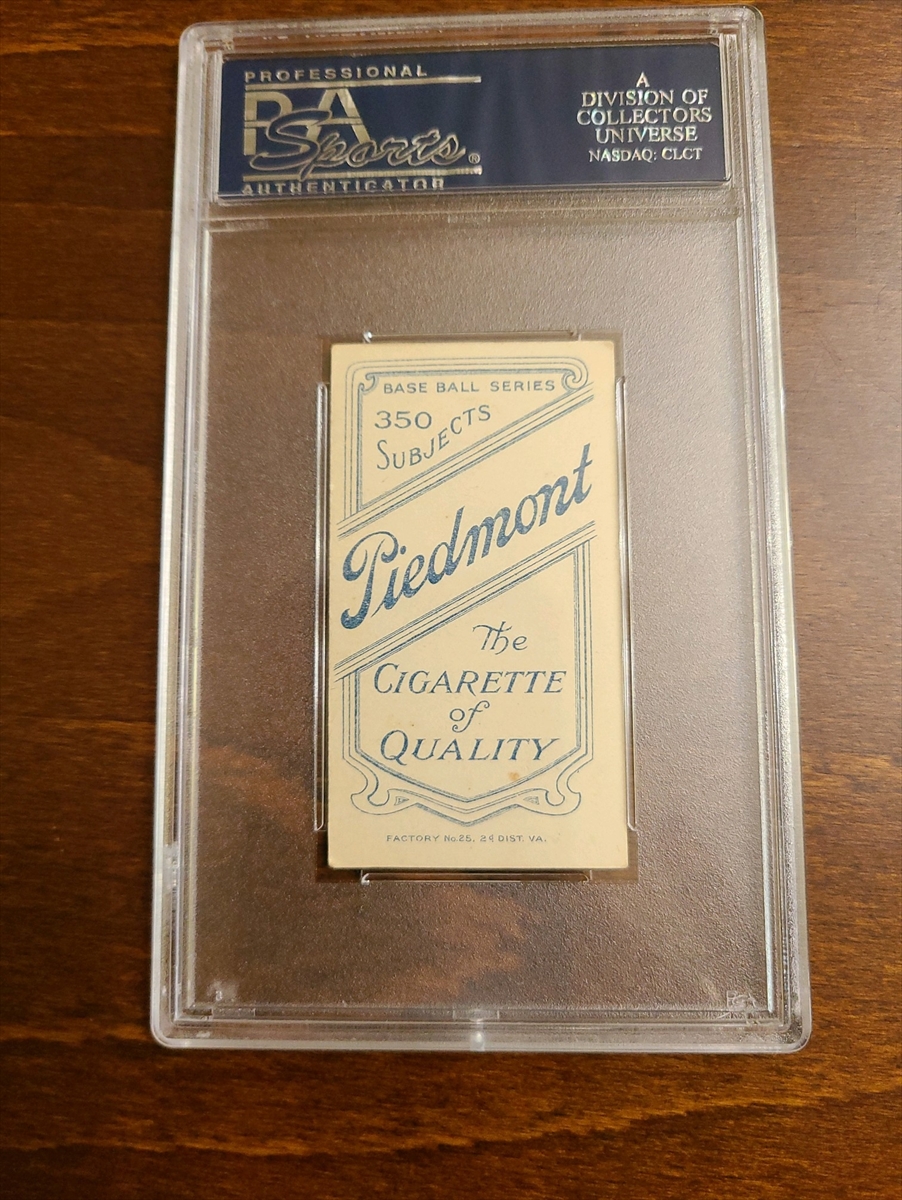 PROFESSIONAL
PSA
Sports®
AUTHENTICATOR
A
DIVISION OF
COLLECTORS
UNIVERSE
NASDAQ: CLCT
BASE BALL SERIES
350
SUBJECTS
Piedmont
The
CIGARETTE
of
QUALITY
FACTORY No. 25, 2d DIST. VA.